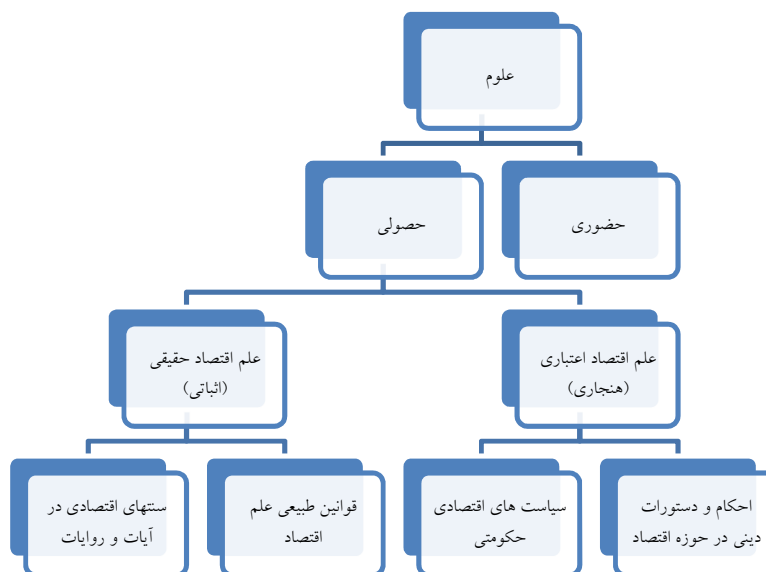 علوم
حضوری
حصولی
علم اقتصاد اعتباری
(هنجاری)
علم اقتصاد حقیقی
(اثباتی)
احکام و دستورات
دینی در حوزه اقتصاد
سیاست های اقتصادی
حکومتی
قوانین طبیعی علم
اقتصاد
سنتهای اقتصادی در
آیات و روایات